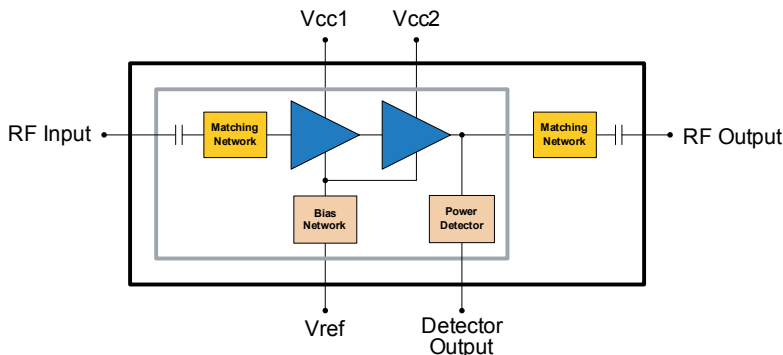 Vcc1
Vcc2
RF Input
Matching
Network
Matching
Network
RF Output
Bias
Network
Power
Detector
Vref
Detector
Output